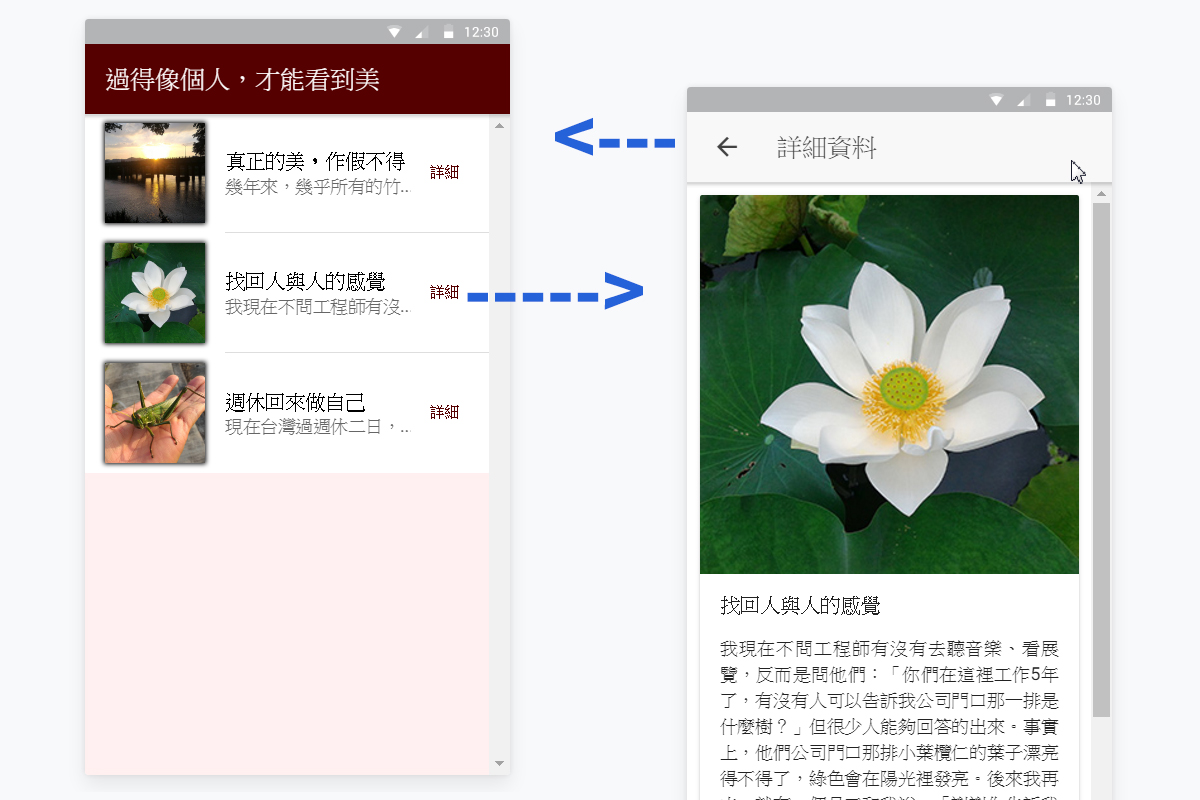 12:30
過得像個人，才能看到美
真正的美，作假不得
幾年來，幾乎所有的竹...
詳細
找回人與人的感覺
我現在不問工程師有沒...
詳細
週休回來做自己
現在台灣過週休二日，...
詳細
12:30
詳細資料
找回人與人的感覺
我現在不問工程師有沒有去聽音樂、看展
覽，反而是問他們：「你們在這裡工作5年
了，有沒有人可以告訴我公司門口那一排是
什麼樹？」但很少人能夠回答的出來。事實
上，他們公司門口那排小葉欖仁的葉子漂亮
得不得了，綠色會在陽光裡發亮。後來我再